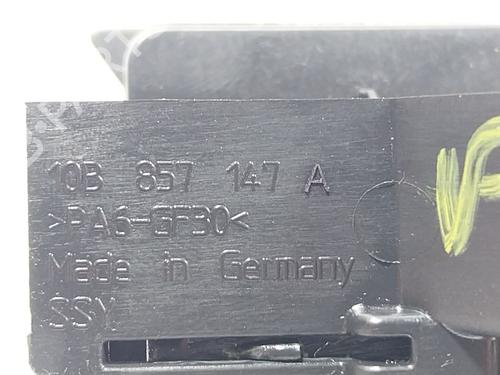 10B 857 147 A
>PA6-GF30<
Made in Germany
SSY